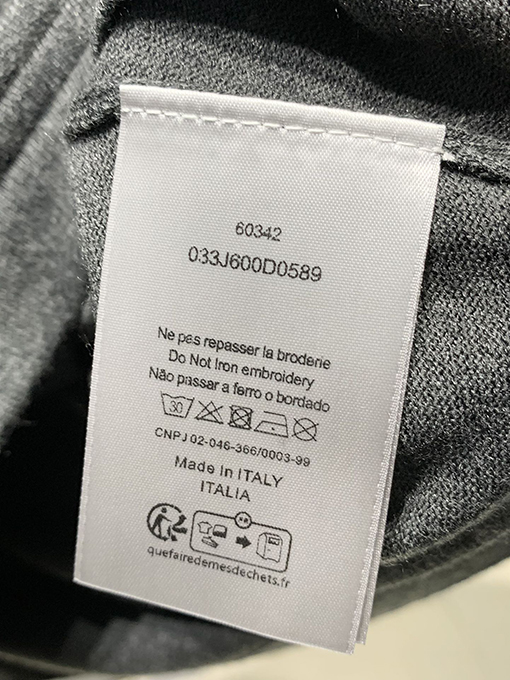 60342
033J600D0589
Ne pas repasser la broderie
Do Not Iron embroidery
Não passar a ferro o bordado
30
CNPJ 02-046-366/0003-99
Made in ITALY
ITALIA
quefairedemesdechets.fr